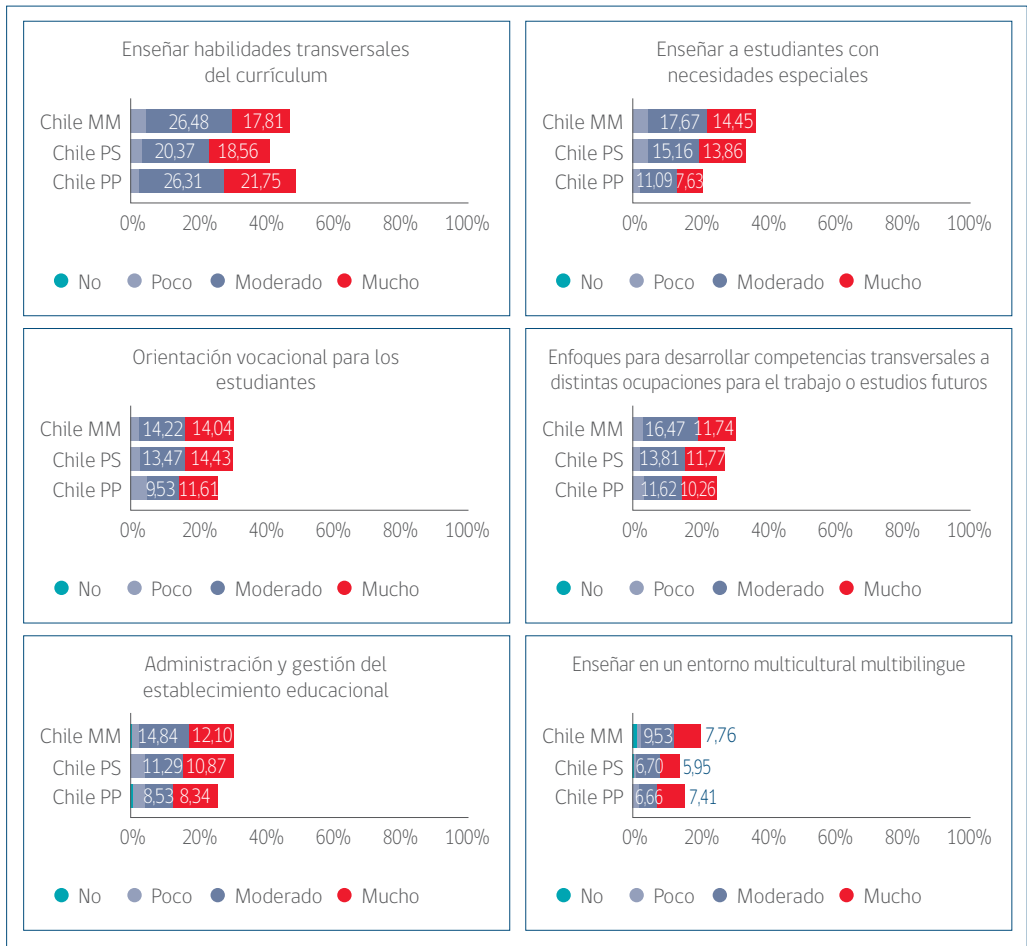 Enseñar habilidades transversales
del currículum
Chile MM 26,48 17,81
Chile PS 20,37 18,56
Chile PP 26,31 21,75
0% 20% 40% 60% 80% 100%
No Poco Moderado Mucho
Enseñar a estudiantes con
necesidades especiales
Chile MM 17,67 14,45
Chile PS 15,16 13,86
Chile PP 11,09 7,63
0% 20% 40% 60% 80% 100%
No Poco Moderado Mucho
Orientación vocacional para los
estudiantes
Chile MM 14,22 14,04
Chile PS 13,47 14,43
Chile PP 9,53 11,61
0% 20% 40% 60% 80% 100%
No Poco Moderado Mucho
Enfoques para desarrollar competencias transversales a
distintas ocupaciones para el trabajo o estudios futuros
Chile MM 16,47 11,74
Chile PS 13,81 11,77
Chile PP 11,62 10,26
0% 20% 40% 60% 80% 100%
No Poco Moderado Mucho
Administración y gestión del
establecimiento educacional
Chile MM 14,84 12,10
Chile PS 11,29 10,87
Chile PP 8,53 8,34
0% 20% 40% 60% 80% 100%
No Poco Moderado Mucho
Enseñar en un entorno multicultural multibilingue
Chile MM 9,53 7,76
Chile PS 6,70 5,95
Chile PP 6,66 7,41
0% 20% 40% 60% 80% 100%
No Poco Moderado Mucho